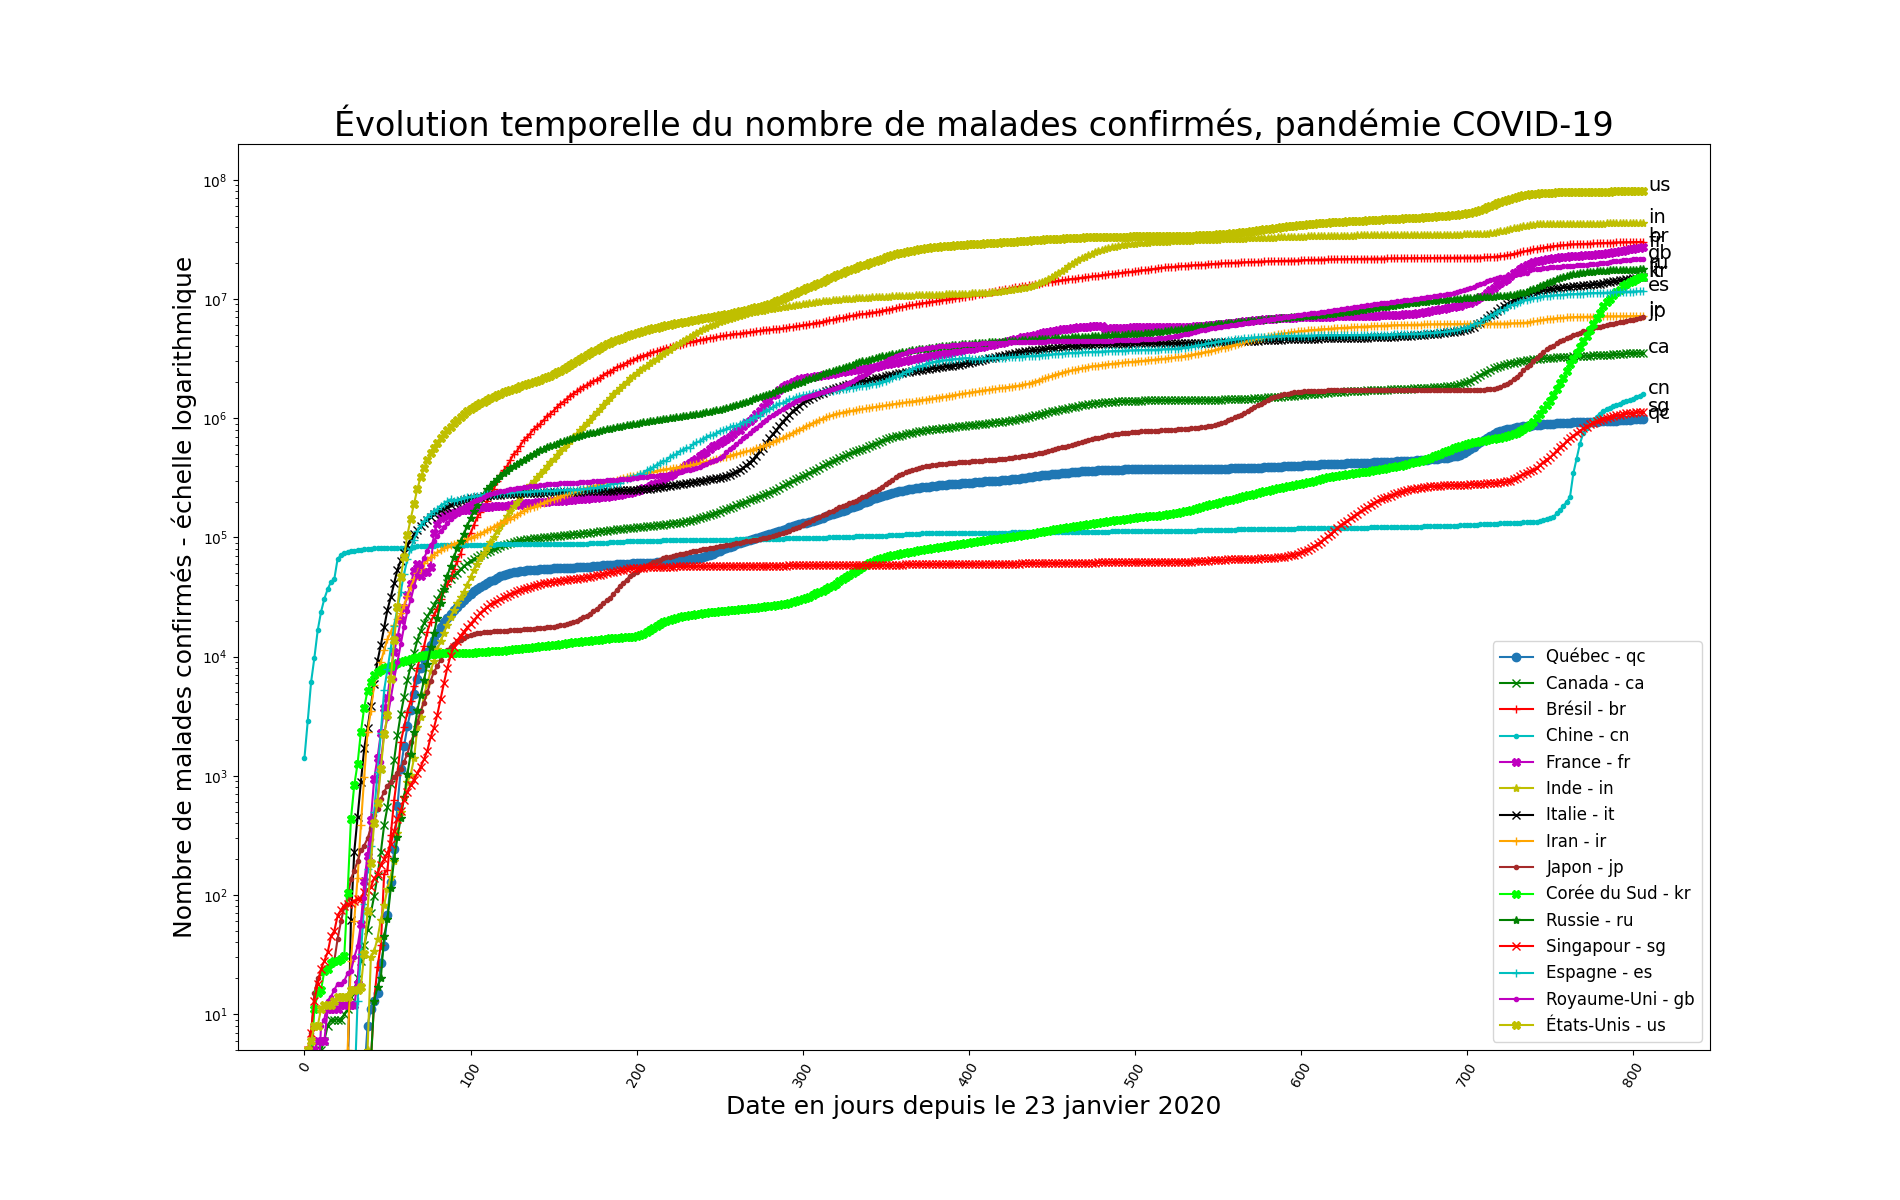 Évolution temporelle du nombre de malades confirmés, pandémie COVID-19
Nombre de malades confirmés - échelle logarithmique
10⁸
10⁷
10⁶
10⁵
10⁴
10³
10²
10¹
us
in
br
fr
gb
ru
kr
es
jp
ca
cn
sg
qc
Québec - qc
Canada - ca
Brésil - br
Chine - cn
France - fr
Inde - in
Italie - it
Iran - ir
Japon - jp
Corée du Sud - kr
Russie - ru
Singapour - sg
Espagne - es
Royaume-Uni - gb
États-Unis - us
0 100 200 300 400 500 600 700 800
Date en jours depuis le 23 janvier 2020